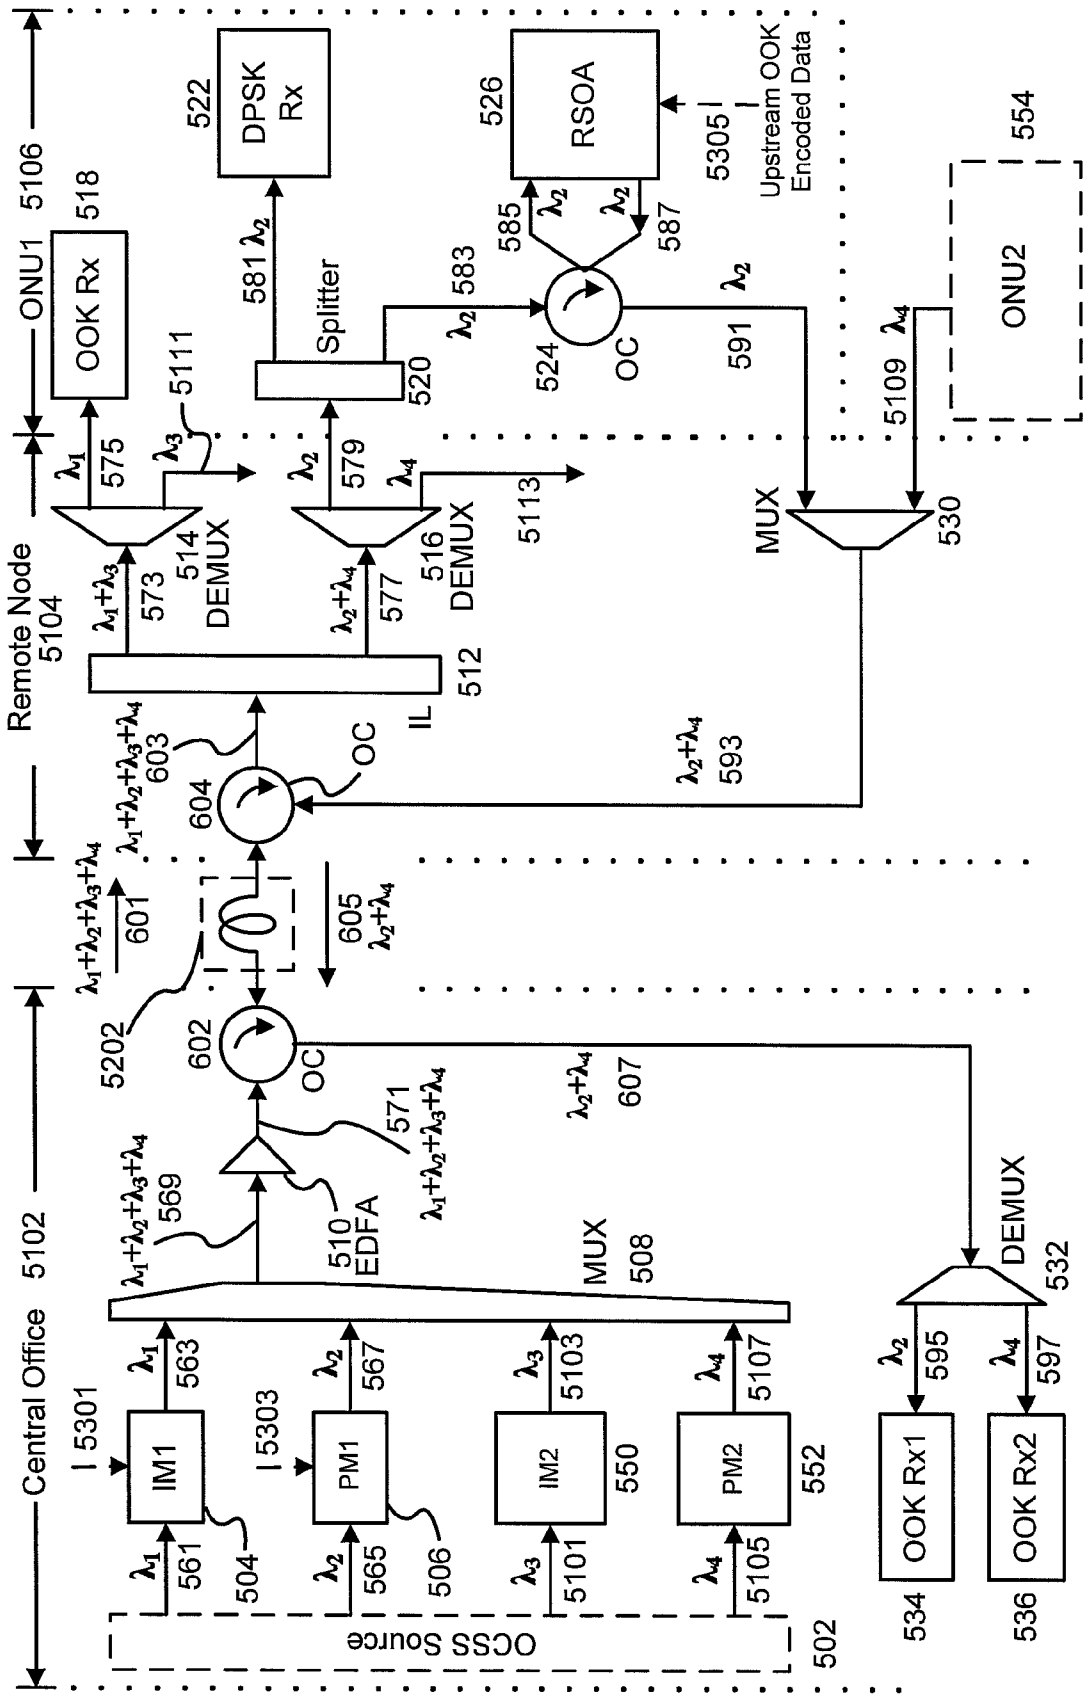 Central Office 5102
Remote Node
5104
ONU1 5106
OCSS Source
502
λ1
561
λ2
565
λ3
5101
λ4
5105
IM1
504
5301
PM1
506
5303
IM2
550
PM2
552
λ1
563
λ2
567
λ3
5103
λ4
5107
MUX
508
λ1+λ2+λ3+λ4
569
510
EDFA
571
λ1+λ2+λ3+λ4
602
OC
5202
λ1+λ2+λ3+λ4
601
605
λ2+λ4
λ2+λ4
607
DEMUX
532
λ2
595
λ4
597
OOK Rx1
534
OOK Rx2
536
604
OC
λ1+λ2+λ3+λ4
603
IL
512
λ1+λ3
573
λ2+λ4
577
514
DEMUX
516
DEMUX
λ1
575
λ3
5111
λ2
579
λ4
5113
λ2+λ4
593
MUX
530
OOK Rx
518
Splitter
520
581 λ2
DPSK
Rx
522
λ2
583
524
OC
585
λ2
λ2
587
RSOA
526
5305
Upstream OOK
Encoded Data
λ2
591
5109
λ4
ONU2
554